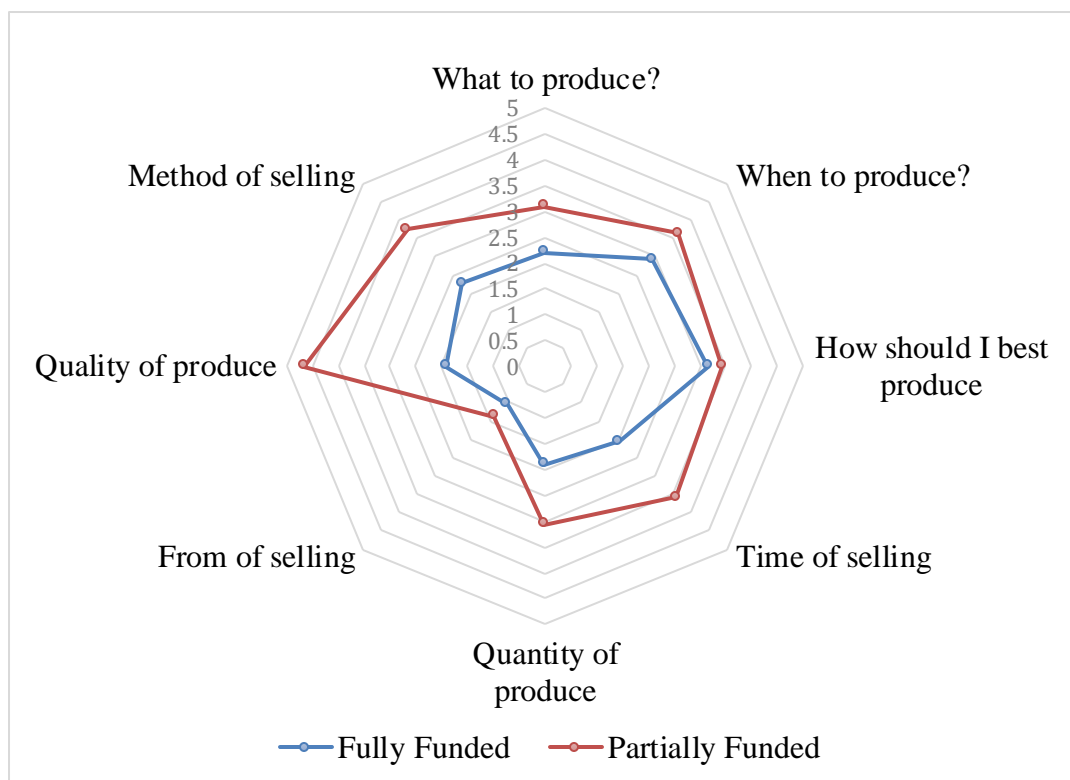 What to produce?
5
4.5
4
3.5
3
2.5
2
1.5
1
0.5
0
Method of selling
When to produce?
Quality of produce
How should I best
produce
From of selling
Time of selling
Quantity of
produce
Fully Funded
Partially Funded